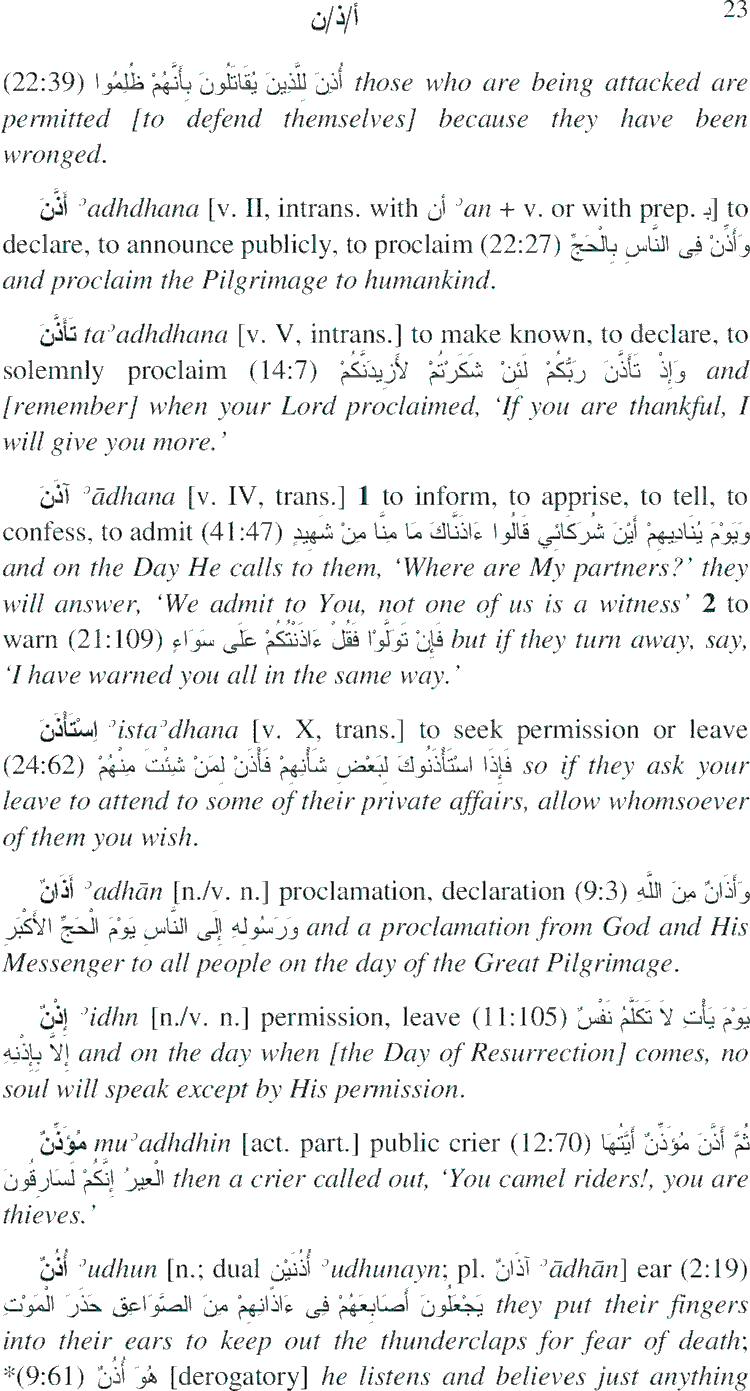 أ/ذ/ن 23
(22:39) أُذِنَ لِلَّذِينَ يُقَاتَلُونَ بِأَنَّهُمْ ظُلِمُوا those who are being attacked are
permitted [to defend themselves] because they have been
wronged.
أَذَّنَ ʾadhdhana [v. II, intrans. with أن ʾan + v. or with prep. بـ] to
declare, to announce publicly, to proclaim (22:27) وَأَذِّنْ فِى النَّاسِ بِالْحَجِّ
and proclaim the Pilgrimage to humankind.
تَأَذَّنَ taʾadhdhana [v. V, intrans.] to make known, to declare, to
solemnly proclaim (14:7) وَإِذْ تَأَذَّنَ رَبُّكُمْ لَئِنْ شَكَرْتُمْ لأَزِيدَنَّكُمْ and
[remember] when your Lord proclaimed, ‘If you are thankful, I
will give you more.’
آذَنَ ʾādhana [v. IV, trans.] 1 to inform, to apprise, to tell, to
confess, to admit (41:47) وَيَوْمَ يُنَادِيهِمْ أَيْنَ شُرَكَائِي قَالُوا ءَاذَنَّاكَ مَا مِنَّا مِنْ شَهِيدٍ
and on the Day He calls to them, ‘Where are My partners?’ they
will answer, ‘We admit to You, not one of us is a witness’ 2 to
warn (21:109) فَإِنْ تَوَلَّوْا فَقُلْ ءَاذَنْتُكُمْ عَلَى سَوَاءٍ but if they turn away, say,
‘I have warned you all in the same way.’
اِسْتَأْذَنَ ʾistaʾdhana [v. X, trans.] to seek permission or leave
(24:62) فَإِذَا اسْتَأْذَنُوكَ لِبَعْضِ شَأْنِهِمْ فَأْذَنْ لِمَنْ شِئْتَ مِنْهُمْ so if they ask your
leave to attend to some of their private affairs, allow whomsoever
of them you wish.
أَذَانٌ ʾadhān [n./v. n.] proclamation, declaration (9:3) وَأَذَانٌ مِنَ اللَّهِ
وَرَسُولِهِ إِلَى النَّاسِ يَوْمَ الْحَجِّ الأَكْبَرِ and a proclamation from God and His
Messenger to all people on the day of the Great Pilgrimage.
إِذْنٌ ʾidhn [n./v. n.] permission, leave (11:105) يَوْمَ يَأْتِ لاَ تَكَلَّمُ نَفْسٌ
إِلاَّ بِإِذْنِهِ and on the day when [the Day of Resurrection] comes, no
soul will speak except by His permission.
مُؤَذِّنٌ muʾadhdhin [act. part.] public crier (12:70) ثُمَّ أَذَّنَ مُؤَذِّنٌ أَيَّتُهَا
الْعِيرُ إِنَّكُمْ لَسَارِقُونَ then a crier called out, ‘You camel riders!, you are
thieves.’
أُذُنٌ ʾudhun [n.; dual أُذُنَيْنِ ʾudhunayn; pl. آذَانٌ ʾādhān] ear (2:19)
يَجْعَلُونَ أَصَابِعَهُمْ فِى ءَاذَانِهِمْ مِنَ الصَّوَاعِقِ حَذَرَ الْمَوْتِ they put their fingers
into their ears to keep out the thunderclaps for fear of death;
*(9:61) هُوَ أُذُنٌ [derogatory] he listens and believes just anything